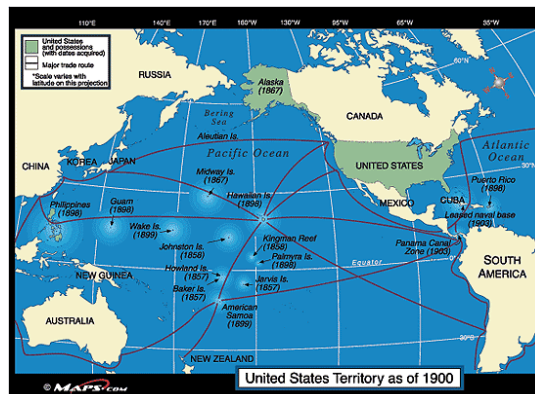 110°E
130°E
150°E
170°E
170°W
150°W
130°W
115°W
95°W
65°W
35°W
United States
and possessions
(with dates acquired)
Major trade route
*Scale varies with
latitude on this projection
RUSSIA
Alaska
(1867)
60°N
CANADA
Bering
Sea
Aleutian Is.
Pacific Ocean
Atlantic
Ocean
CHINA
KOREA
JAPAN
UNITED STATES
Midway Is.
(1867)
30°N
Puerto Rico
(1898)
Hawaiian Is.
(1898)
MEXICO
CUBA
Leased naval base
(1903)
Philippines
(1898)
Guam
(1898)
Wake Is.
(1899)
Johnston Is.
(1858)
Kingman Reef
(1858)
Palmyra Is.
(1898)
Panama Canal
Zone (1903)
Equator
SOUTH
AMERICA
NEW GUINEA
Howland Is.
(1857)
Baker Is.
(1857)
Jarvis Is.
(1857)
American
Samoa
(1899)
AUSTRALIA
30°S
NEW ZEALAND
© MAPS.COM
United States Territory as of 1900